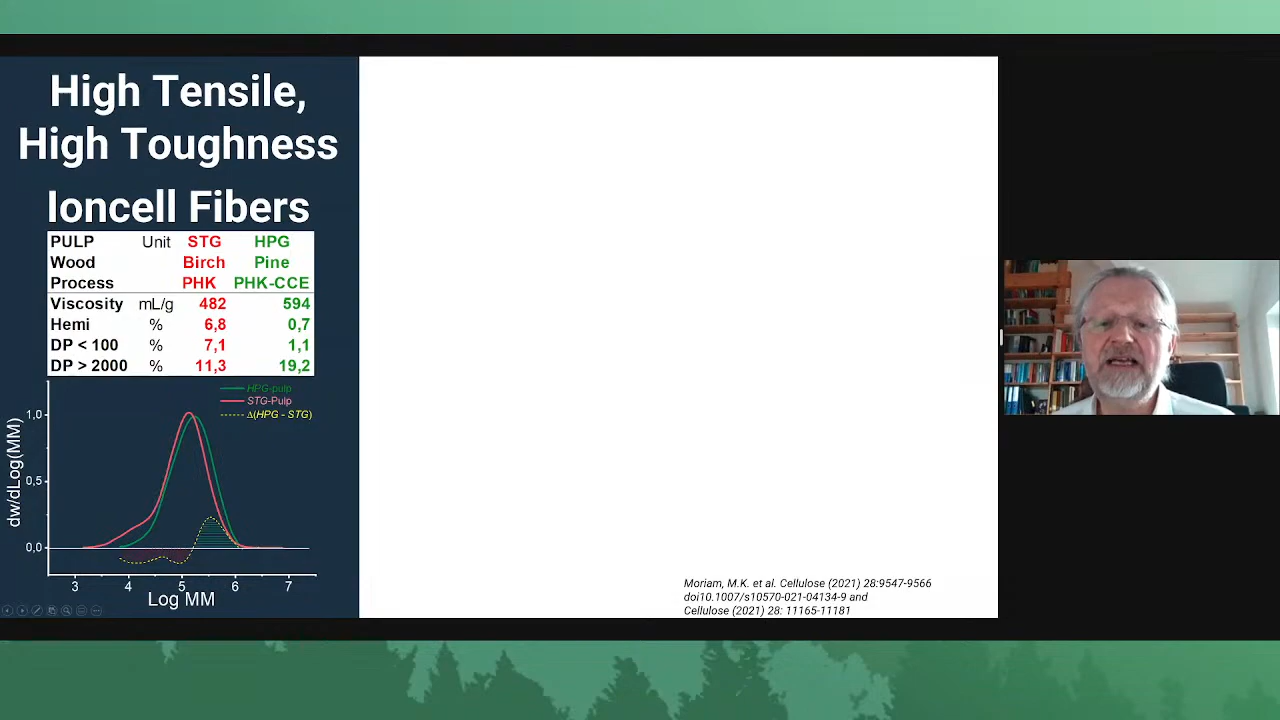 High Tensile,
High Toughness
Ioncell Fibers
PULP Unit STG HPG
Wood Birch Pine
Process PHK PHK-CCE
Viscosity mL/g 482 594
Hemi % 6,8 0,7
DP < 100 % 7,1 1,1
DP > 2000 % 11,3 19,2
HPG-pulp
STG-Pulp
Δ(HPG - STG)
dw/dLog(MM)
1,0
0,5
0,0
3 4 5 6 7
Log MM
Moriam, M.K. et al. Cellulose (2021) 28:9547-9566
doi10.1007/s10570-021-04134-9 and
Cellulose (2021) 28: 11165-11181